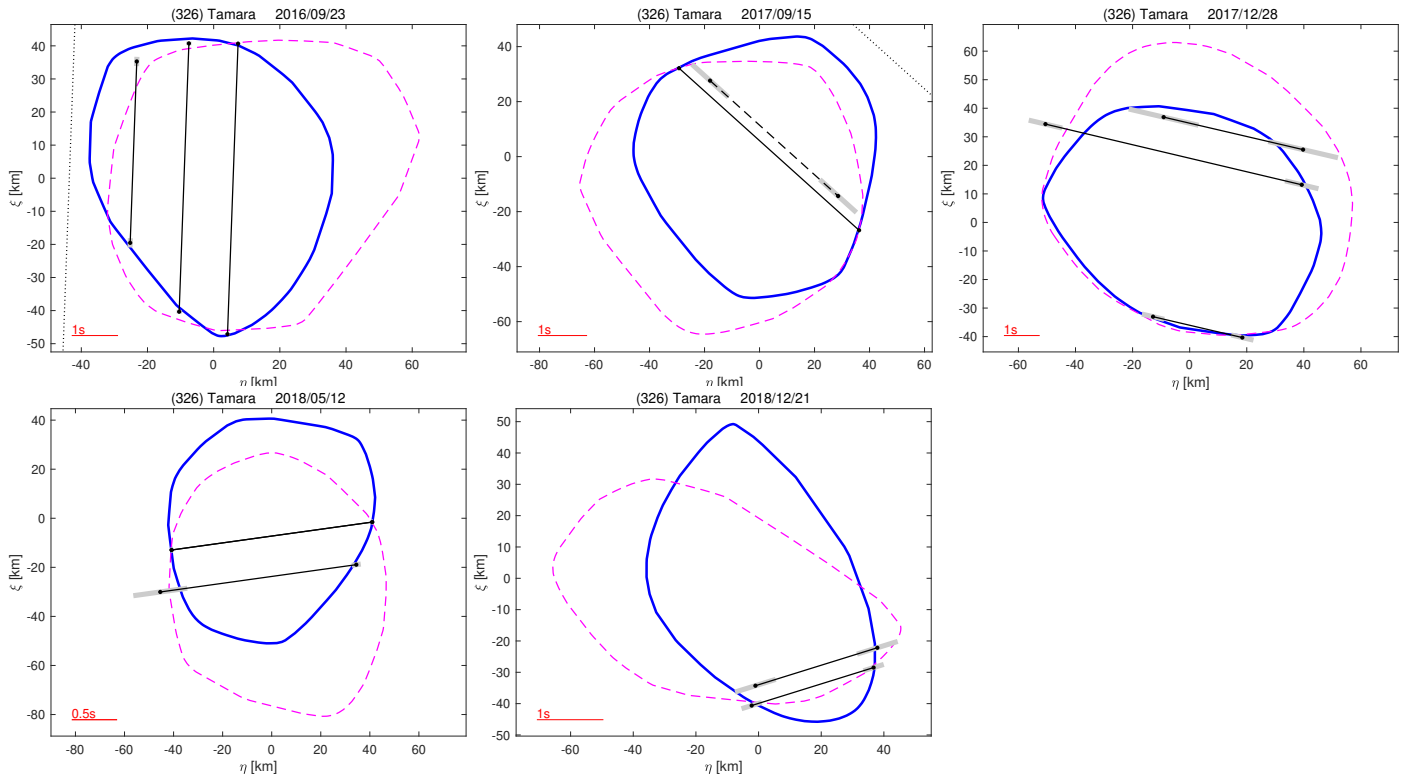 (326) Tamara 2016/09/23
ξ [km]
40
30
20
10
0
-10
-20
-30
-40
-50
1s
-40 -20 0 20 40 60
η [km]
(326) Tamara 2017/09/15
ξ [km]
40
20
0
-20
-40
-60
1s
-60 -40 -20 0 20 40 60
η [km]
(326) Tamara 2017/12/28
ξ [km]
60
50
40
30
20
10
0
-10
-20
-30
-40
1s
-60 -40 -20 0 20 40 60
η [km]
(326) Tamara 2018/05/12
ξ [km]
40
20
0
-20
-40
-60
-80
0.5s
-80 -60 -40 -20 0 20 40 60
η [km]
(326) Tamara 2018/12/21
ξ [km]
50
40
30
20
10
0
-10
-20
-30
-40
-50
1s
-60 -40 -20 0 20 40
η [km]